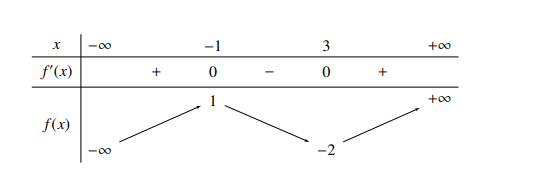 x −∞ −1 3 +∞
f′(x) + 0 − 0 +
1 +∞
f(x)
−∞ −2